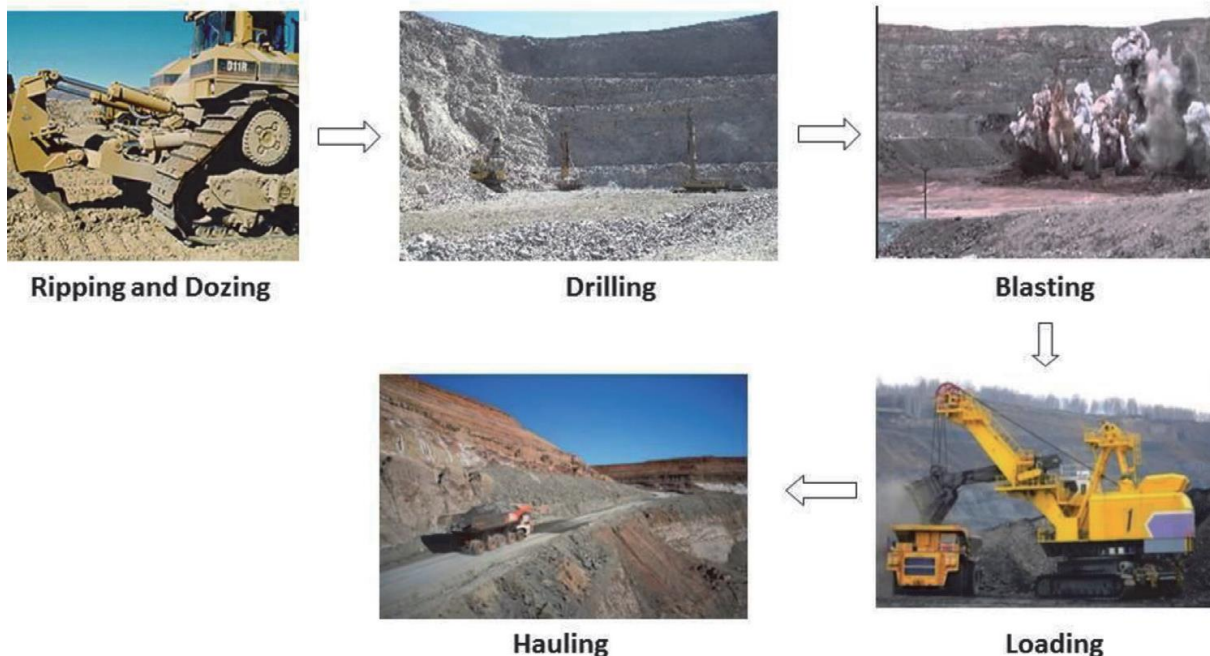 D11R
Ripping and Dozing
Drilling
Blasting
Hauling
Loading